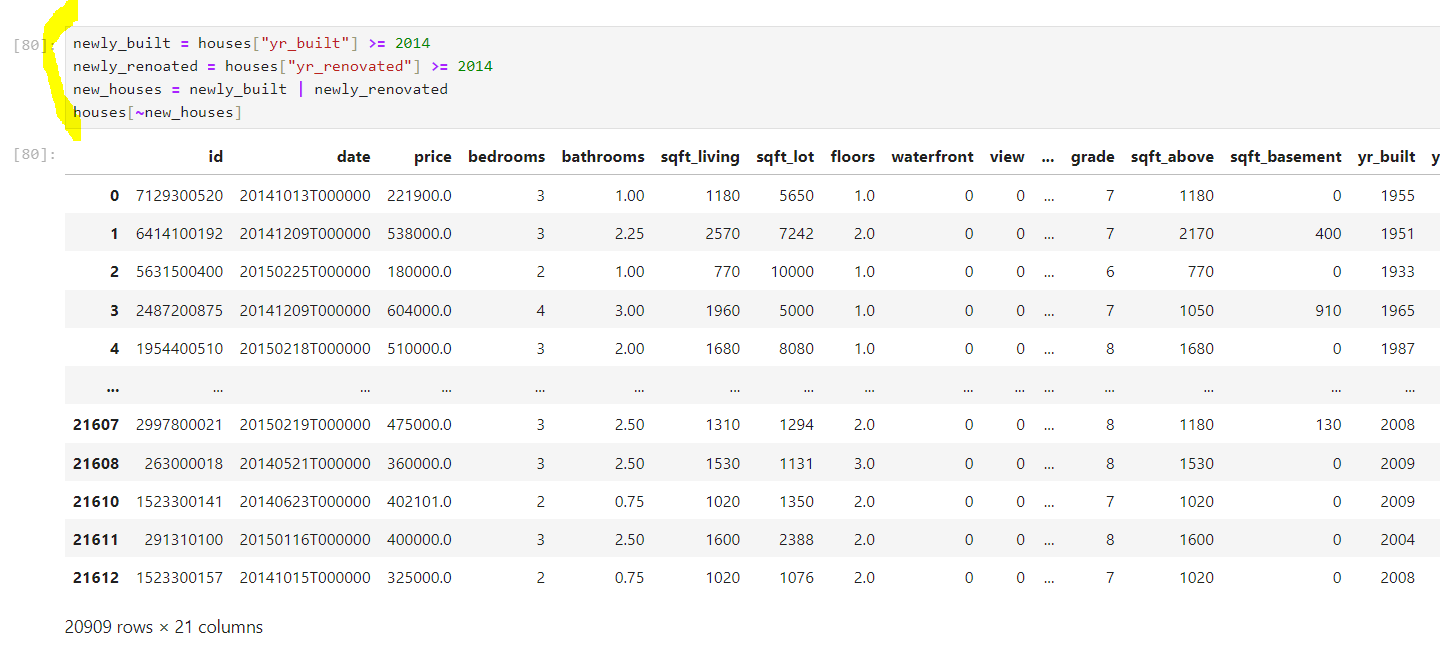 [80]: newly_built = houses["yr_built"] >= 2014
newly_renoated = houses["yr_renovated"] >= 2014
new_houses = newly_built | newly_renovated
houses[~new_houses]
[80]: id date price bedrooms bathrooms sqft_living sqft_lot floors waterfront view ... grade sqft_above sqft_basement yr_built y
0 7129300520 20141013T000000 221900.0 3 1.00 1180 5650 1.0 0 0 ... 7 1180 0 1955
1 6414100192 20141209T000000 538000.0 3 2.25 2570 7242 2.0 0 0 ... 7 2170 400 1951
2 5631500400 20150225T000000 180000.0 2 1.00 770 10000 1.0 0 0 ... 6 770 0 1933
3 2487200875 20141209T000000 604000.0 4 3.00 1960 5000 1.0 0 0 ... 7 1050 910 1965
4 1954400510 20150218T000000 510000.0 3 2.00 1680 8080 1.0 0 0 ... 8 1680 0 1987
... ... ... ... ... ... ... ... ... ... ... ... ... ... ... ...
21607 2997800021 20150219T000000 475000.0 3 2.50 1310 1294 2.0 0 0 ... 8 1180 130 2008
21608 263000018 20140521T000000 360000.0 3 2.50 1530 1131 3.0 0 0 ... 8 1530 0 2009
21610 1523300141 20140623T000000 402101.0 2 0.75 1020 1350 2.0 0 0 ... 7 1020 0 2009
21611 291310100 20150116T000000 400000.0 3 2.50 1600 2388 2.0 0 0 ... 8 1600 0 2004
21612 1523300157 20141015T000000 325000.0 2 0.75 1020 1076 2.0 0 0 ... 7 1020 0 2008
20909 rows × 21 columns